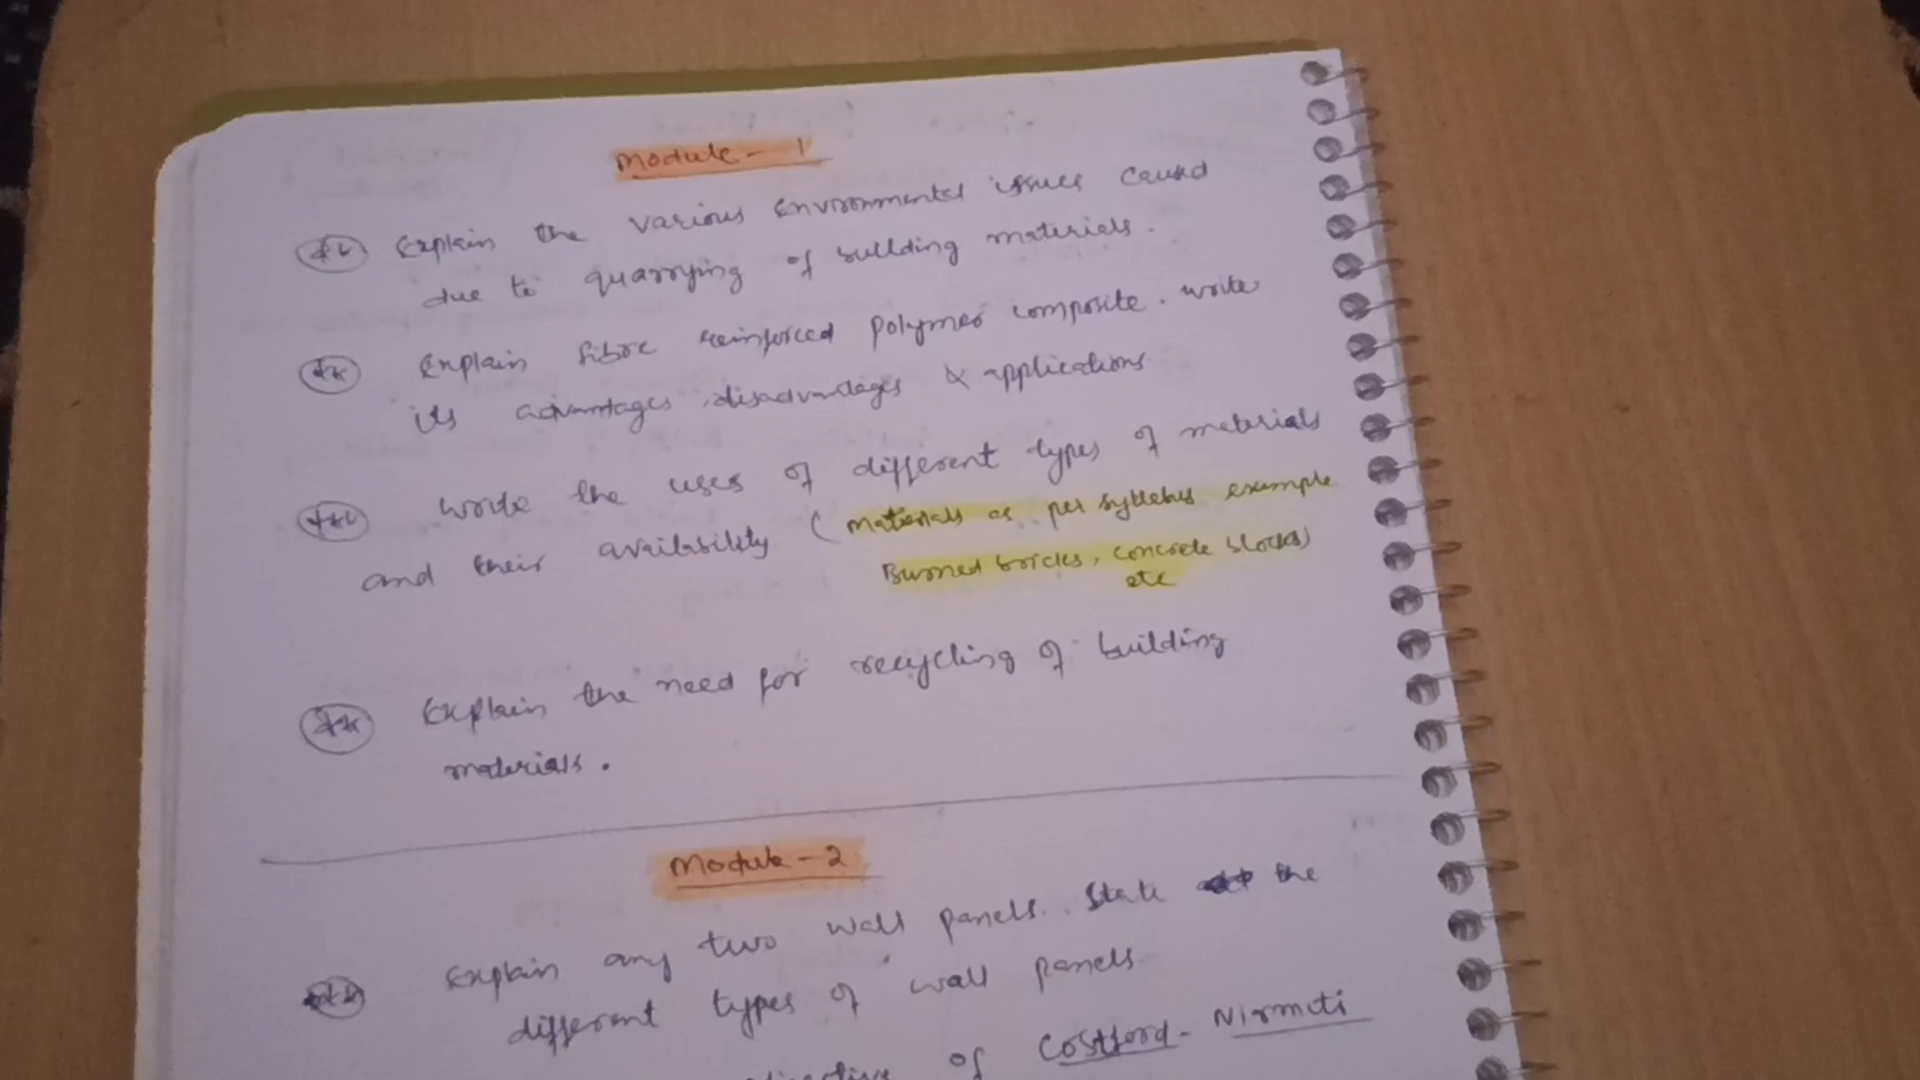 Module - 1
** Explain the various environmental issues caused
due to quarrying of building materials.
** Explain fibre reinforced polymer composite. write
its advantages, disadvantages & applications
*** Write the uses of different types of materials
and their availability (materials as per syllabus example
Burned bricks, concrete blocks)
etc
** Explain the need for recycling of building
materials.
Module - 2
** Explain any two wall panels. State the
different types of wall panels.
of Costford - Nirmiti